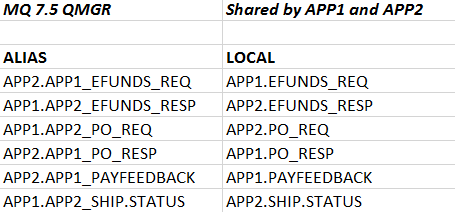 MQ 7.5 QMGR Shared by APP1 and APP2
ALIAS LOCAL
APP2.APP1_EFUNDS_REQ APP1.EFUNDS_REQ
APP1.APP2_EFUNDS_RESP APP2.EFUNDS_RESP
APP1.APP2_PO_REQ APP2.PO_REQ
APP2.APP1_PO_RESP APP1.PO_RESP
APP2.APP1_PAYFEEDBACK APP1.PAYFEEDBACK
APP1.APP2_SHIP.STATUS APP2.SHIP.STATUS